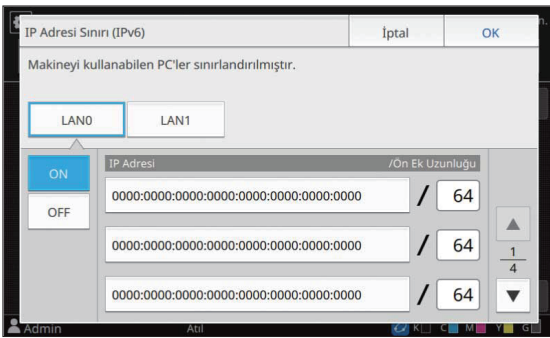 IP Adresi Sınırı (IPv6)
İptal
OK
Makineyi kullanabilen PC'ler sınırlandırılmıştır.
LAN0
LAN1
ON
OFF
IP Adresi
/Ön Ek Uzunluğu
0000:0000:0000:0000:0000:0000:0000:0000 / 64
0000:0000:0000:0000:0000:0000:0000:0000 / 64
0000:0000:0000:0000:0000:0000:0000:0000 / 64
1
4
Admin
Atıl
K C M Y G